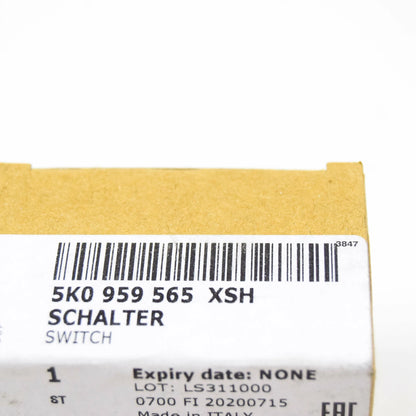 3847
5K0 959 565 XSH
SCHALTER
SWITCH
1 Expiry date: NONE
LOT: LS311000
ST 0700 FI 20200715
Made in ITALY
EAC